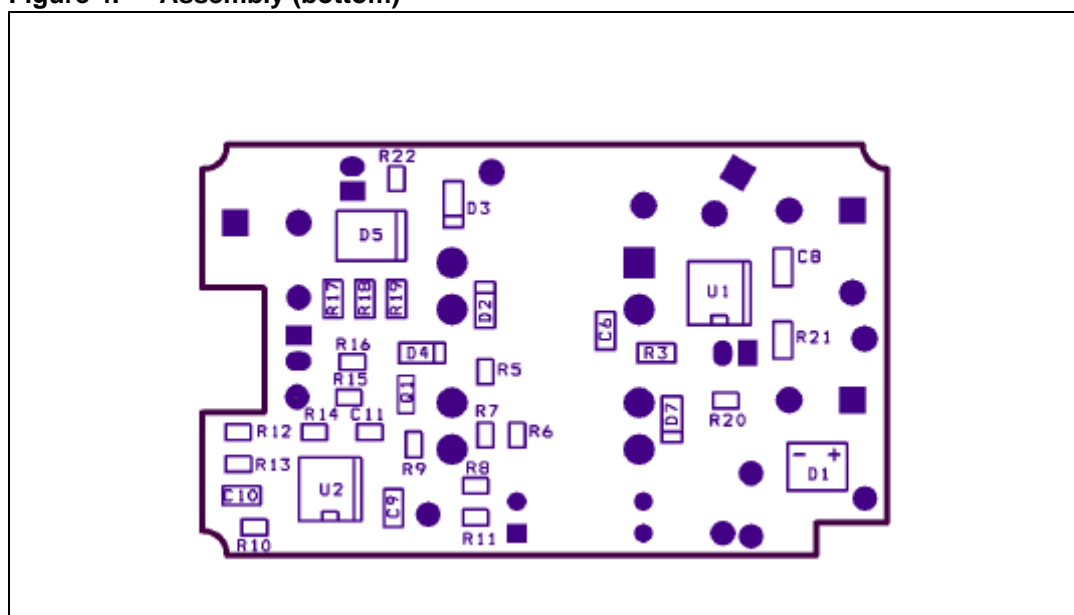 Figure 4. Assembly (bottom)
R22
D3
D5
C8
U1
R17 R18 R19
D2
C6
R16
D4
R3
R21
R5
R15
Q1
D7
R14 C11
R7
R20
R12
R6
R9
R13
R8
- +
D1
U2
C10
C9
R10
R11